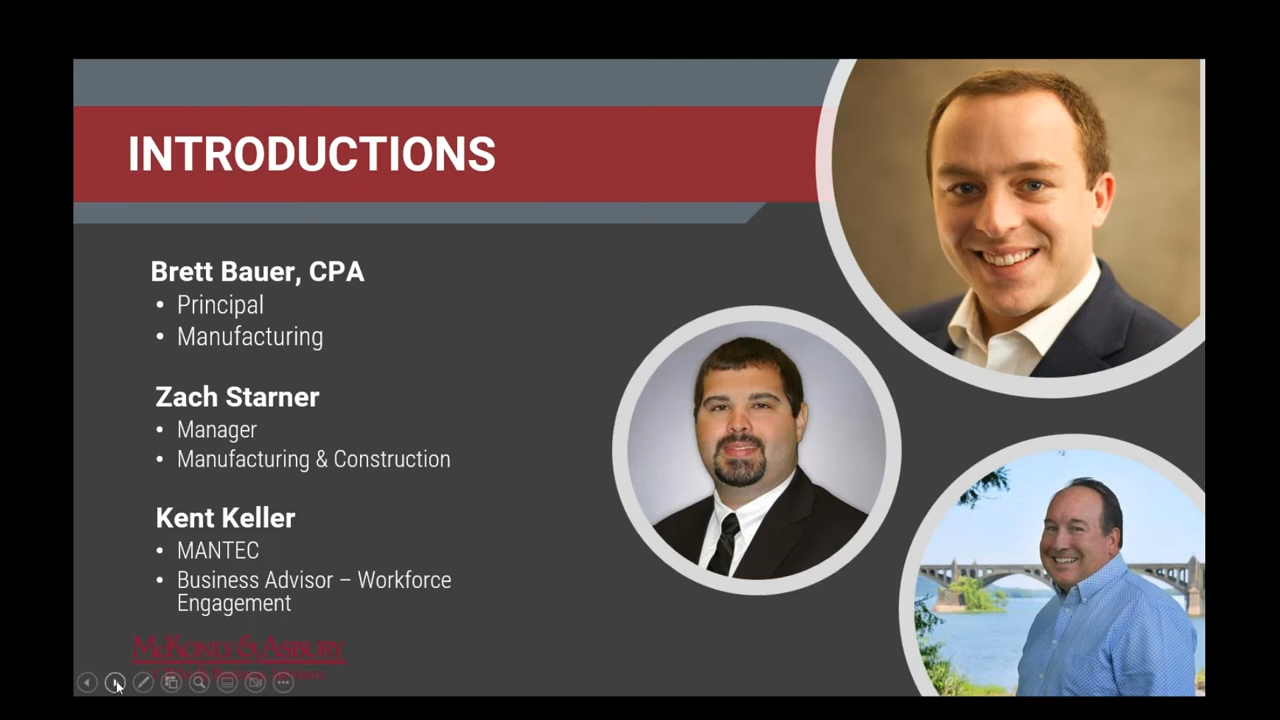 INTRODUCTIONS
Brett Bauer, CPA
• Principal
• Manufacturing
Zach Starner
• Manager
• Manufacturing & Construction
Kent Keller
• MANTEC
• Business Advisor – Workforce
Engagement
McKonly & Asbury